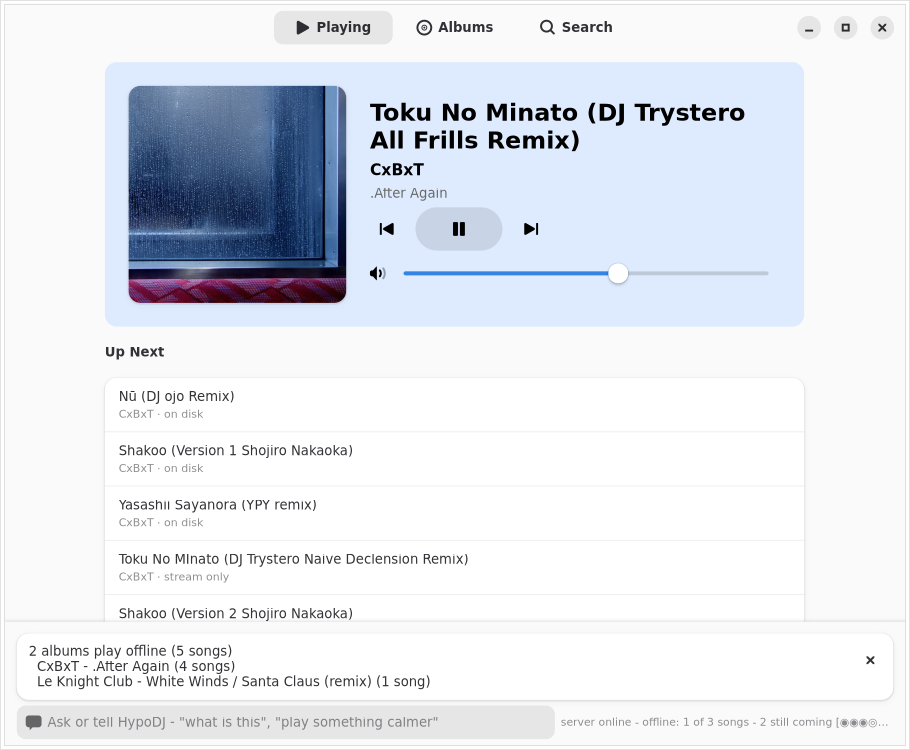 Playing
Albums
Search
Toku No Minato (DJ Trystero
All Frills Remix)
CxBxT
.After Again
Up Next
Nū (DJ ojo Remix)
CxBxT · on disk
Shakoo (Version 1 Shojiro Nakaoka)
CxBxT · on disk
Yasashii Sayanora (YPY remix)
CxBxT · on disk
Toku No MInato (DJ Trystero Naive Declension Remix)
CxBxT · stream only
Shakoo (Version 2 Shojiro Nakaoka)
2 albums play offline (5 songs)
CxBxT - .After Again (4 songs)
Le Knight Club - White Winds / Santa Claus (remix) (1 song)
Ask or tell HypoDJ - "what is this", "play something calmer"
server online - offline: 1 of 3 songs - 2 still coming [◉◉◉◎…